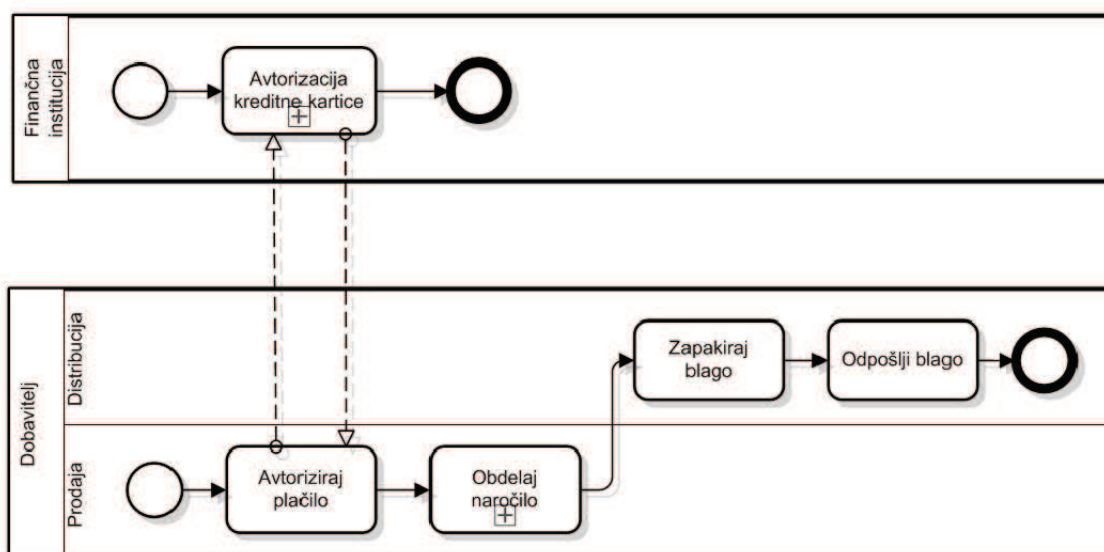 Finančna
institucija
Avtorizacija
kreditne kartice
Dobavitelj
Distribucija
Zapakiraj
blago
Odpošlji blago
Prodaja
Avtoriziraj
plačilo
Obdelaj
naročilo